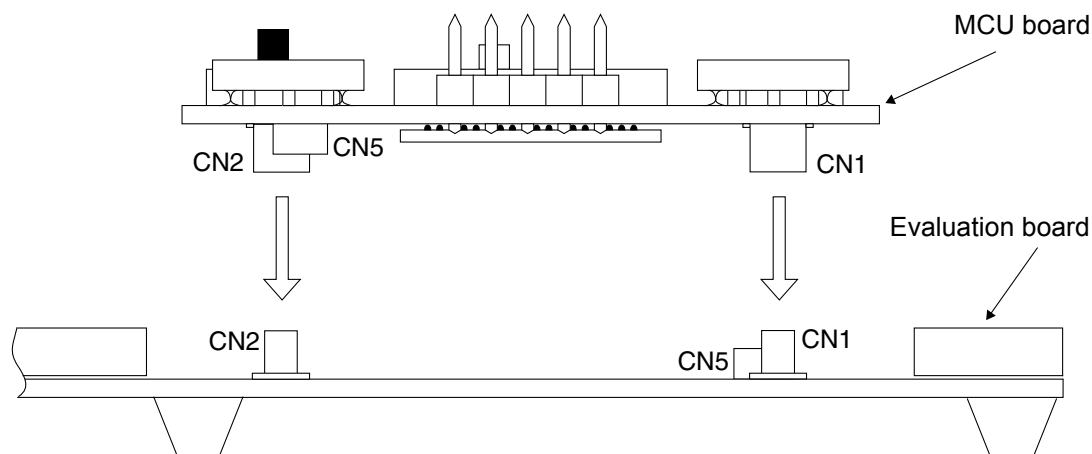 MCU board
CN5
CN2
CN1
Evaluation board
CN2
CN1
CN5